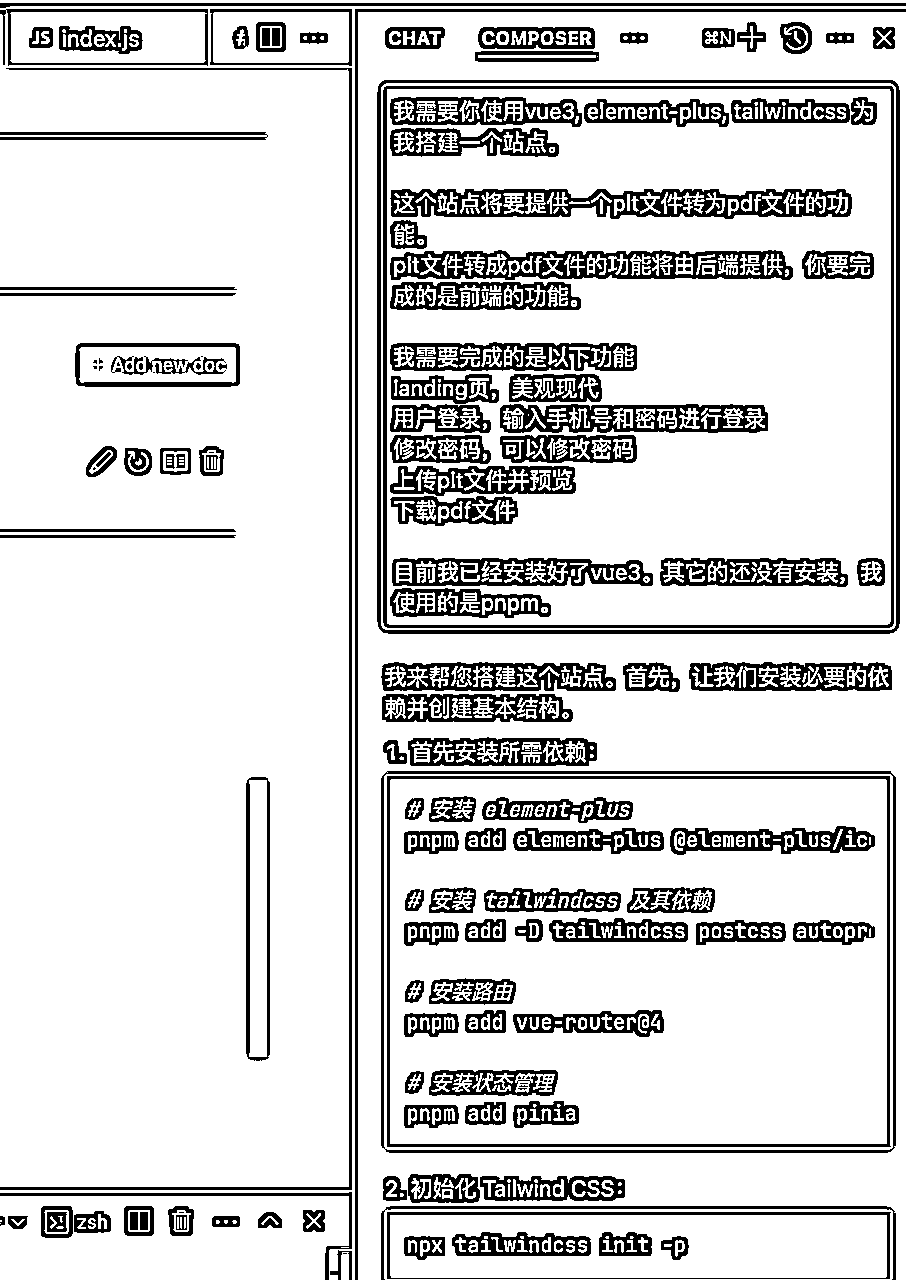 index.js
Add new doc
zsh
CHAT
COMPOSER
⌘N
我需要你使用vue3, element-plus, tailwindcss 为
我搭建一个站点。
这个站点将要提供一个plt文件转为pdf文件的功
能。
plt文件转成pdf文件的功能将由后端提供，你要完
成的是前端的功能。
我需要完成的是以下功能
landing页，美观现代
用户登录，输入手机号和密码进行登录
修改密码，可以修改密码
上传plt文件并预览
下载pdf文件
目前我已经安装好了vue3。其它的还没有安装，我
使用的是pnpm。
我来帮您搭建这个站点。首先，让我们安装必要的依
赖并创建基本结构。
1. 首先安装所需依赖:
# 安装 element-plus
pnpm add element-plus @element-plus/ic
# 安装 tailwindcss 及其依赖
pnpm add -D tailwindcss postcss autopr
# 安装路由
pnpm add vue-router@4
# 安装状态管理
pnpm add pinia
2. 初始化 Tailwind CSS:
npx tailwindcss init -p